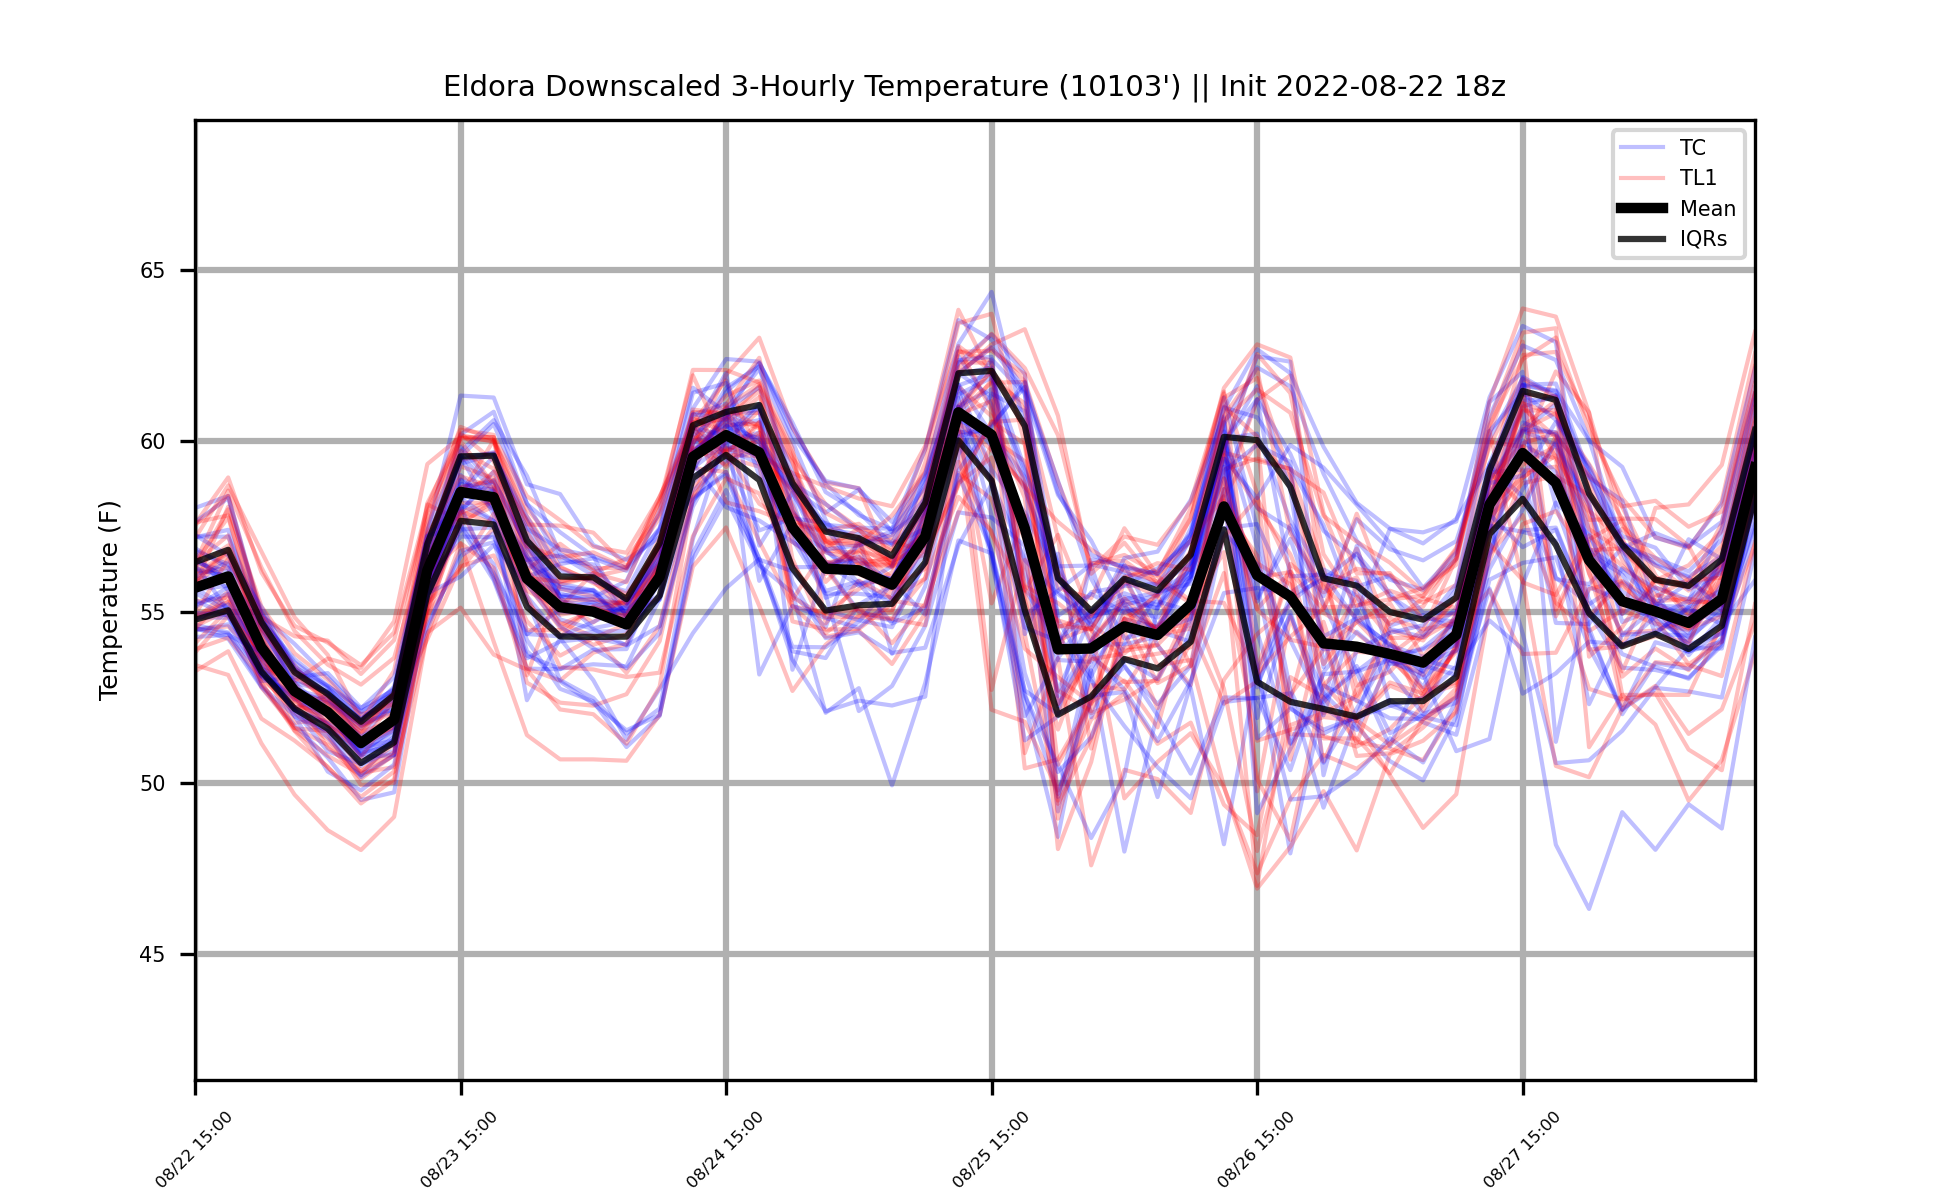 Eldora Downscaled 3-Hourly Temperature (10103') || Init 2022-08-22 18z
TC
TL1
Mean
IQRs
Temperature (F)
65
60
55
50
45
08/22 15:00
08/23 15:00
08/24 15:00
08/25 15:00
08/26 15:00
08/27 15:00